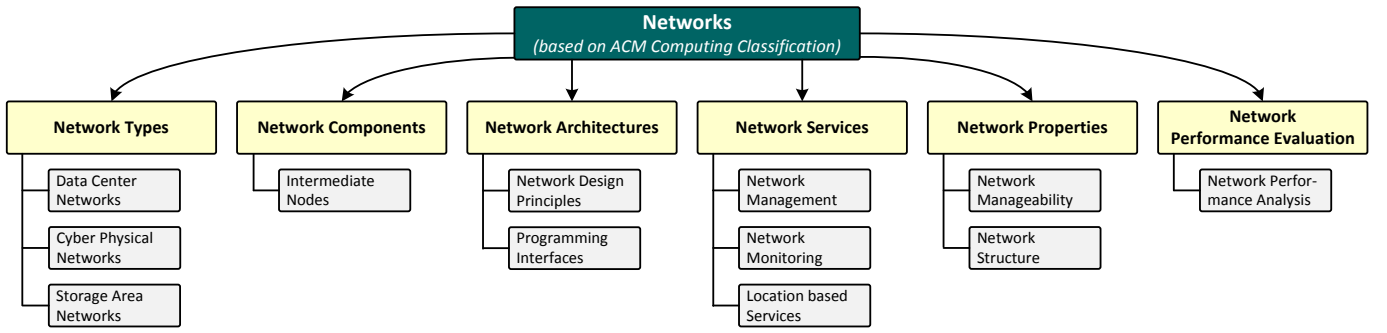 Networks
(based on ACM Computing Classification)
Network Types
Data Center
Networks
Cyber Physical
Networks
Storage Area
Networks
Network Components
Intermediate
Nodes
Network Architectures
Network Design
Principles
Programming
Interfaces
Network Services
Network
Management
Network
Monitoring
Location based
Services
Network Properties
Network
Manageability
Network
Structure
Network
Performance Evaluation
Network Perfor-
mance Analysis